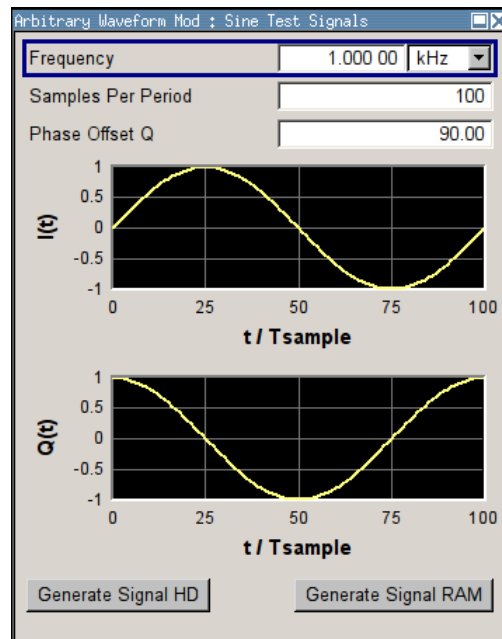 Arbitrary Waveform Mod : Sine Test Signals
Frequency 1.000 00 kHz
Samples Per Period 100
Phase Offset Q 90.00
1
0.5
0
-0.5
-1
I(t)
0 25 50 75 100
t / Tsample
1
0.5
0
-0.5
-1
Q(t)
0 25 50 75 100
t / Tsample
Generate Signal HD Generate Signal RAM